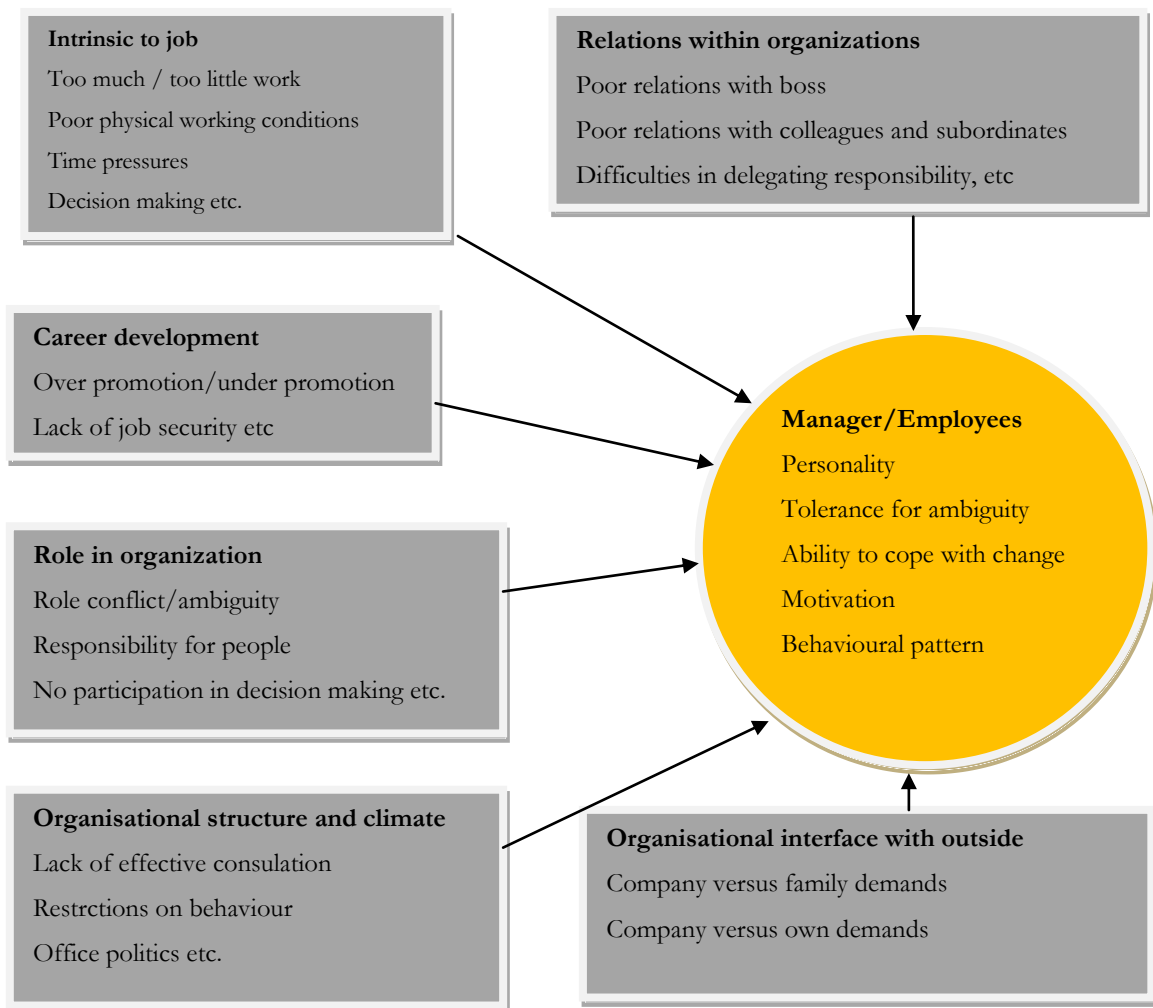 Intrinsic to job
Too much / too little work
Poor physical working conditions
Time pressures
Decision making etc.
Relations within organizations
Poor relations with boss
Poor relations with colleagues and subordinates
Difficulties in delegating responsibility, etc
Career development
Over promotion/under promotion
Lack of job security etc
Manager/Employees
Personality
Tolerance for ambiguity
Ability to cope with change
Motivation
Behavioural pattern
Role in organization
Role conflict/ambiguity
Responsibility for people
No participation in decision making etc.
Organisational structure and climate
Lack of effective consulation
Restrctions on behaviour
Office politics etc.
Organisational interface with outside
Company versus family demands
Company versus own demands